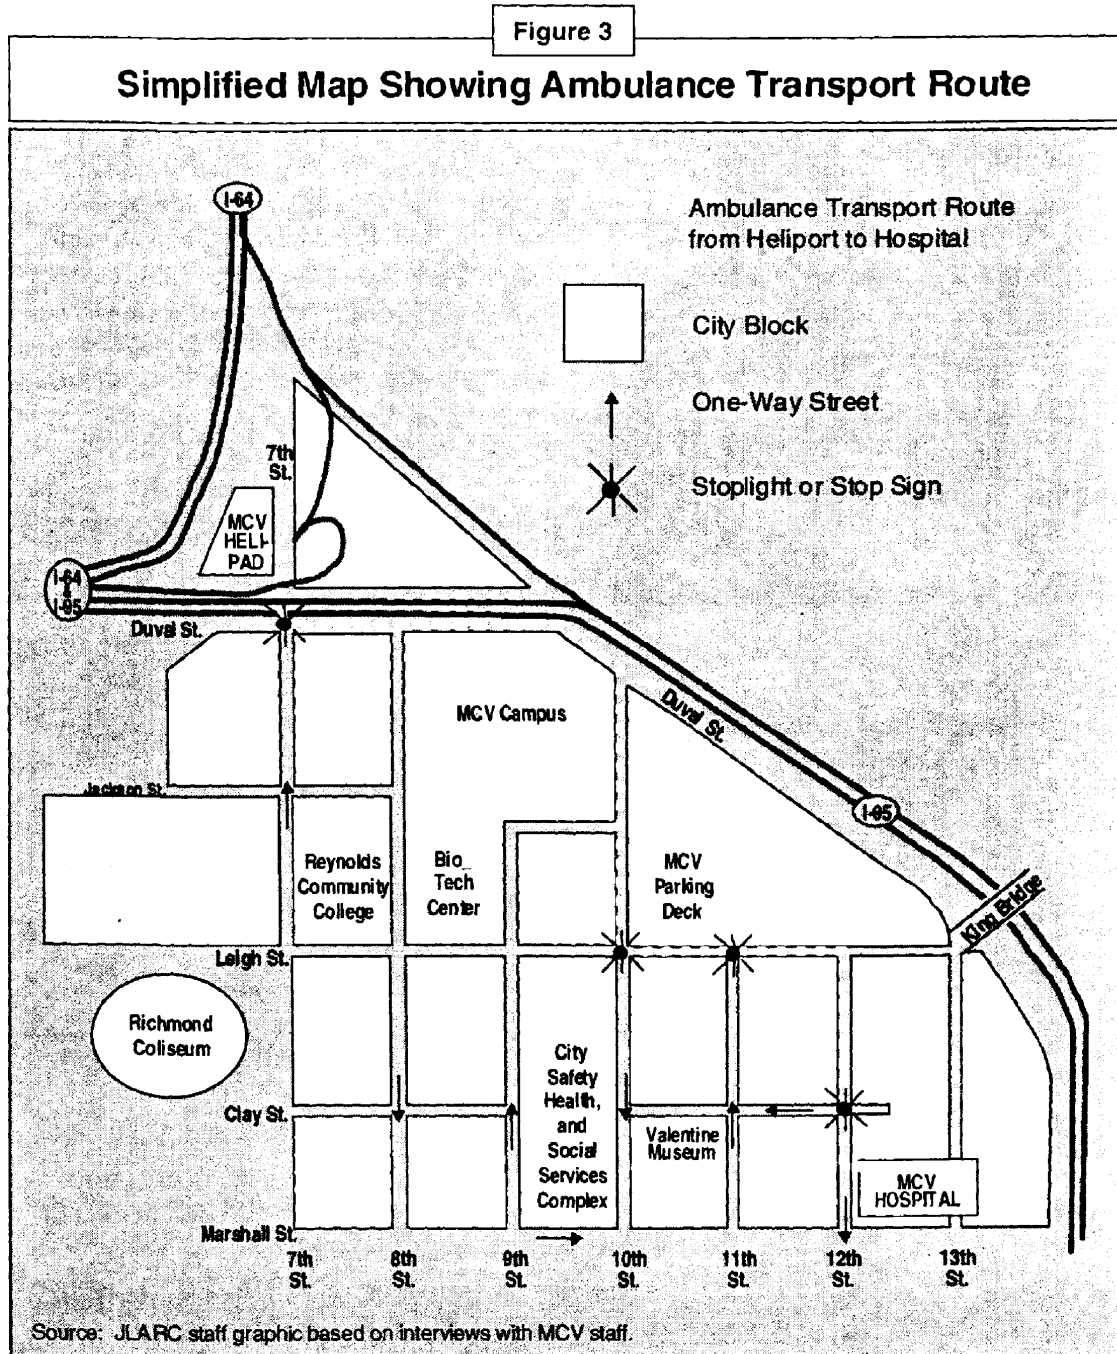 Figure 3
Simplified Map Showing Ambulance Transport Route
I-64
Ambulance Transport Route
from Heliport to Hospital
City Block
One-Way Street
Stoplight or Stop Sign
7th
St.
MCV
HELI-
PAD
I-64
&
I-95
Duval St.
MCV Campus
Duval St.
Jackson St.
I-95
Reynolds
Community
College
Bio_
Tech
Center
MCV
Parking
Deck
King Bridge
Leigh St.
Richmond
Coliseum
City
Safety
Health,
and
Social
Services
Complex
Clay St.
Valentine
Museum
MCV
HOSPITAL
Marshall St.
7th
St.
8th
St.
9th
St.
10th
St.
11th
St.
12th
St.
13th
St.
Source: JLARC staff graphic based on interviews with MCV staff.